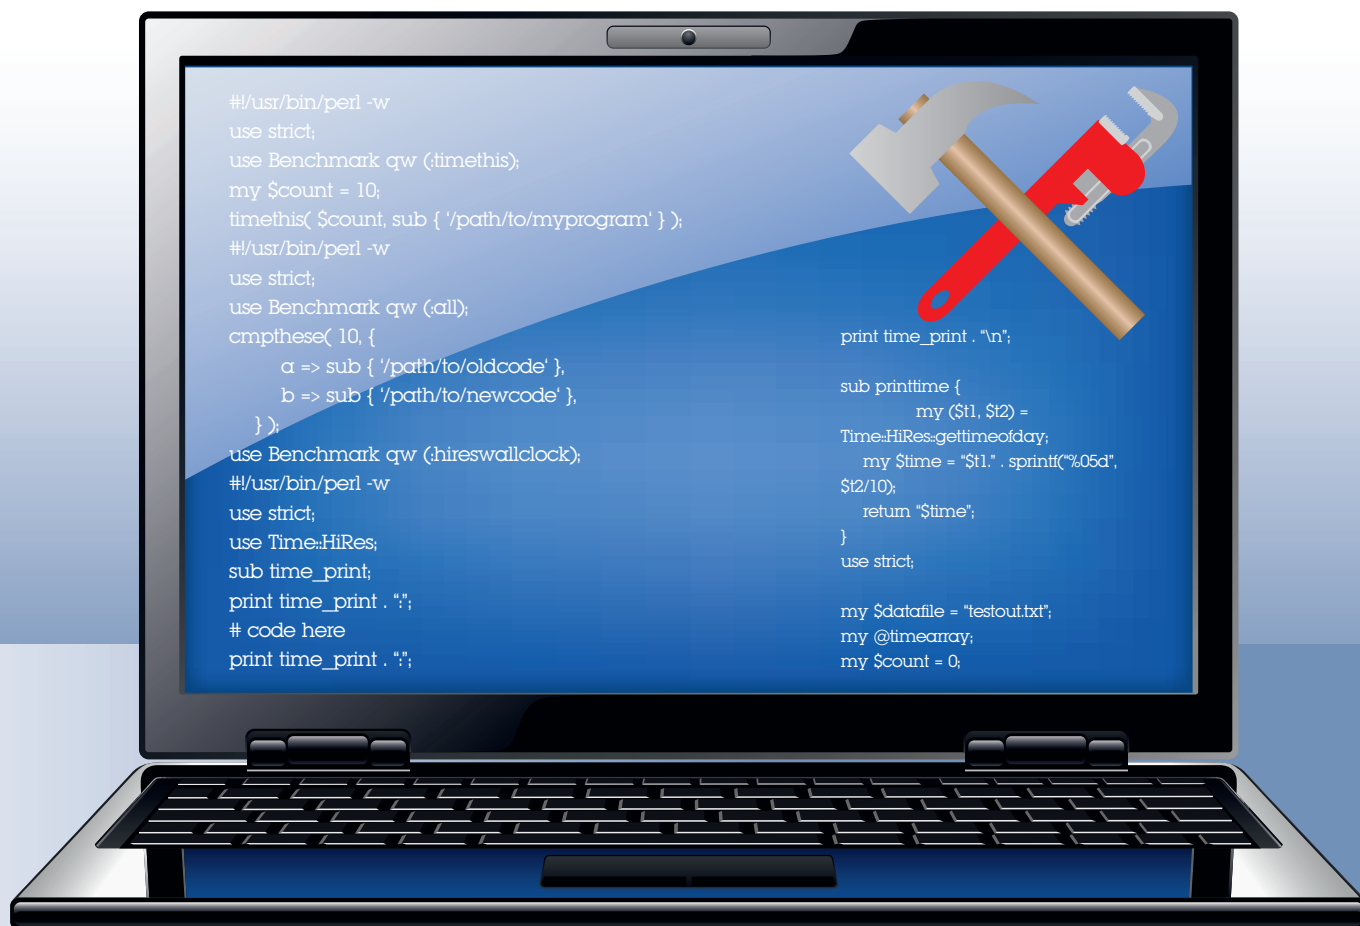 #!/usr/bin/perl -w
use strict;
use Benchmark qw (:timethis);
my $count = 10;
timethis( $count, sub { ‘/path/to/myprogram‘ } );
#!/usr/bin/perl -w
use strict;
use Benchmark qw (:all);
cmpthese( 10, {
a => sub { ‘/path/to/oldcode‘ },
b => sub { ‘/path/to/newcode‘ },
} );
use Benchmark qw (:hireswallclock);
#!/usr/bin/perl -w
use strict;
use Time::HiRes;
sub time_print;
print time_print . “:”;
# code here
print time_print . “:”;
print time_print . “\n”;
sub printtime {
my ($t1, $t2) =
Time::HiRes::gettimeofday;
my $time = “$t1.” . sprintf(“%05d”,
$t2/10);
return “$time”;
}
use strict;
my $datafile = “testout.txt”;
my @timearray;
my $count = 0;